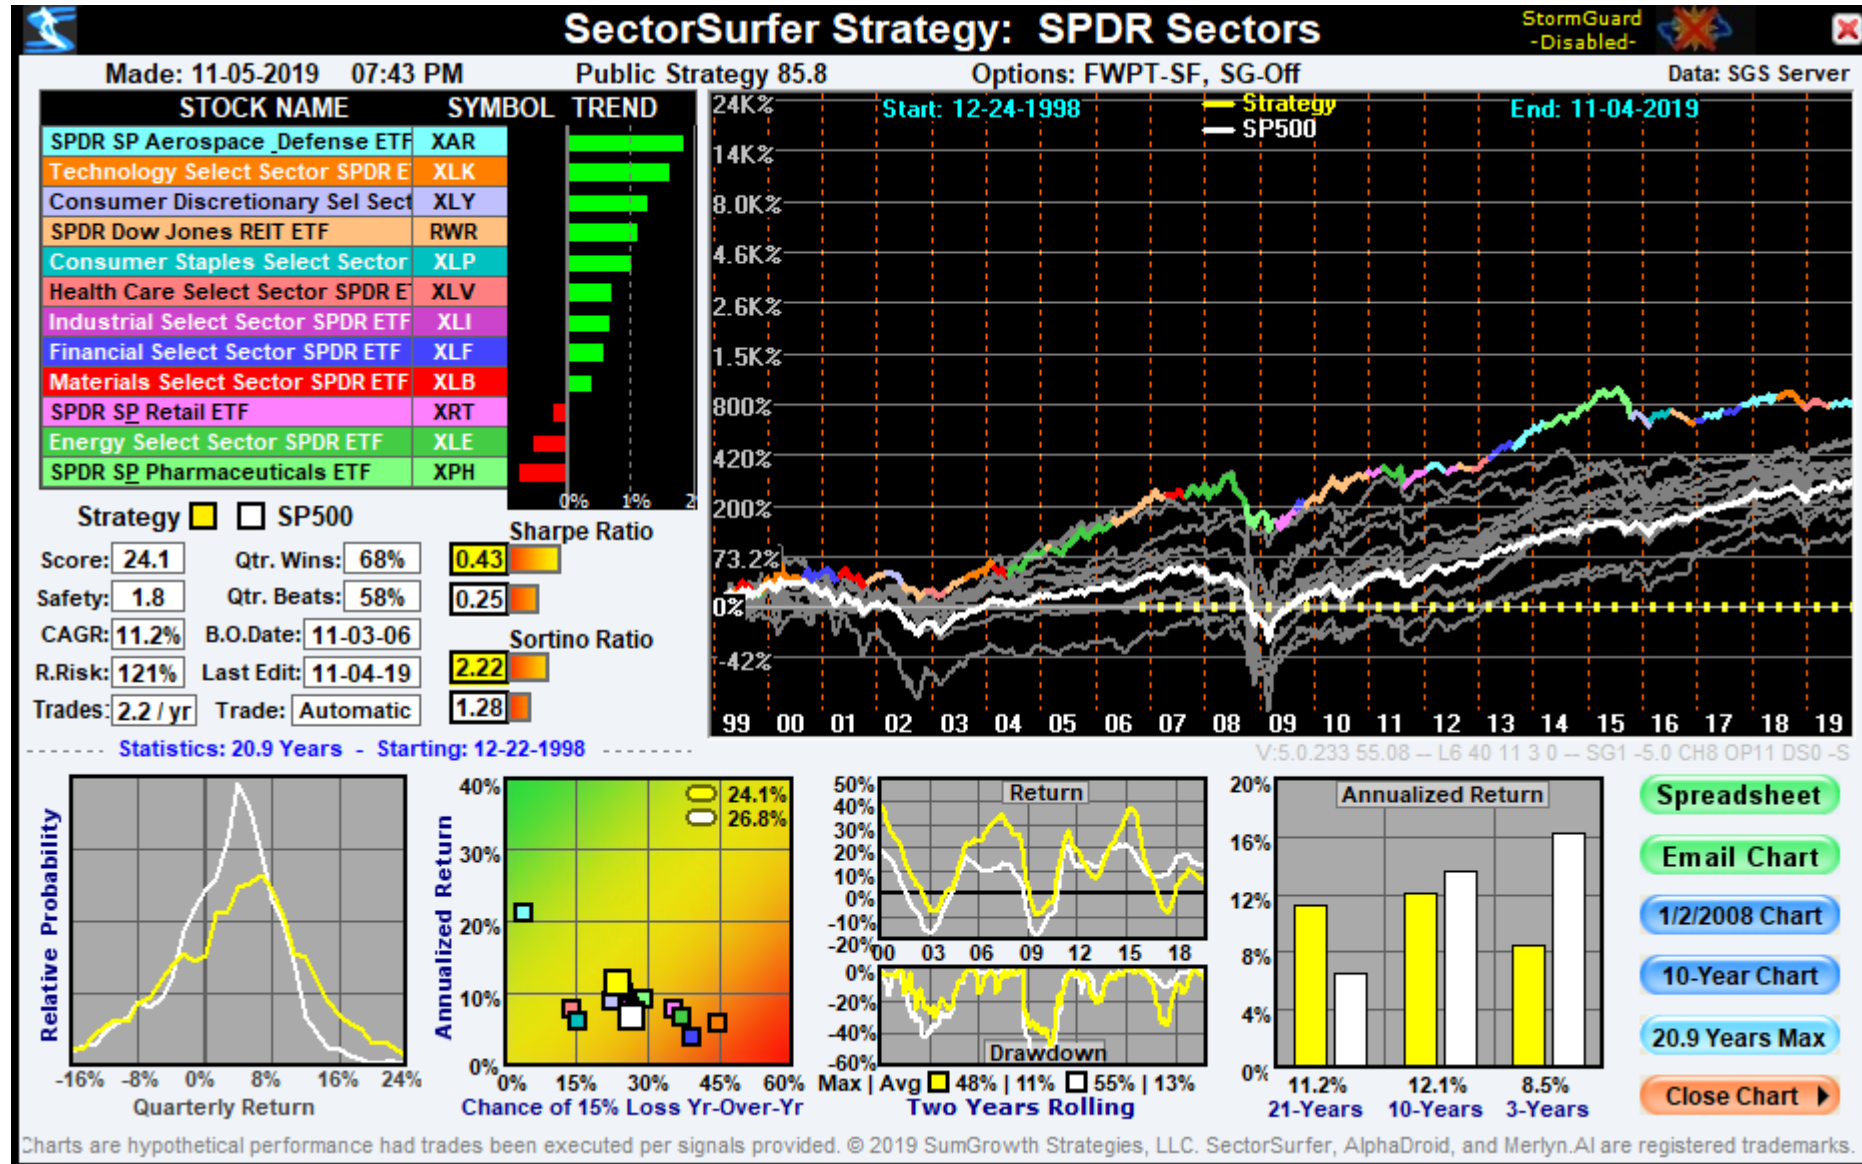 SectorSurfer Strategy: SPDR Sectors
StormGuard
-Disabled-
Made: 11-05-2019 07:43 PM
Public Strategy 85.8
Options: FWPT-SF, SG-Off
Data: SGS Server
STOCK NAME SYMBOL TREND
SPDR SP Aerospace _Defense ETF XAR
Technology Select Sector SPDR E XLK
Consumer Discretionary Sel Sect XLY
SPDR Dow Jones REIT ETF RWR
Consumer Staples Select Sector XLP
Health Care Select Sector SPDR E XLV
Industrial Select Sector SPDR ETF XLI
Financial Select Sector SPDR ETF XLF
Materials Select Sector SPDR ETF XLB
SPDR SP Retail ETF XRT
Energy Select Sector SPDR ETF XLE
SPDR SP Pharmaceuticals ETF XPH
0% 1% 2
Start: 12-24-1998
Strategy
SP500
End: 11-04-2019
24K%
14K%
8.0K%
4.6K%
2.6K%
1.5K%
800%
420%
200%
73.2%
0%
-42%
99 00 01 02 03 04 05 06 07 08 09 10 11 12 13 14 15 16 17 18 19
Strategy SP500
Score: 24.1 Qtr. Wins: 68%
Safety: 1.8 Qtr. Beats: 58%
CAGR: 11.2% B.O.Date: 11-03-06
R.Risk: 121% Last Edit: 11-04-19
Trades: 2.2 / yr Trade: Automatic
Sharpe Ratio
0.43
0.25
Sortino Ratio
2.22
1.28
------- Statistics: 20.9 Years - Starting: 12-22-1998 --------
V:5.0.233 55.08 -- L6 40 11 3 0 -- SG1 -5.0 CH8 OP11 DS0 -S
Relative Probability
-16% -8% 0% 8% 16% 24%
Quarterly Return
Annualized Return
40%
30%
20%
10%
0%
24.1%
26.8%
0% 15% 30% 45% 60%
Chance of 15% Loss Yr-Over-Yr
Return
50%
40%
30%
20%
10%
0%
-10%
-20%
00 03 06 09 12 15 18
0%
-20%
-40%
-60%
Drawdown
Max | Avg 48% | 11% 55% | 13%
Two Years Rolling
Annualized Return
20%
16%
12%
8%
4%
0%
11.2% 12.1% 8.5%
21-Years 10-Years 3-Years
Spreadsheet
Email Chart
1/2/2008 Chart
10-Year Chart
20.9 Years Max
Close Chart
Charts are hypothetical performance had trades been executed per signals provided. © 2019 SumGrowth Strategies, LLC. SectorSurfer, AlphaDroid, and Merlyn.AI are registered trademarks.